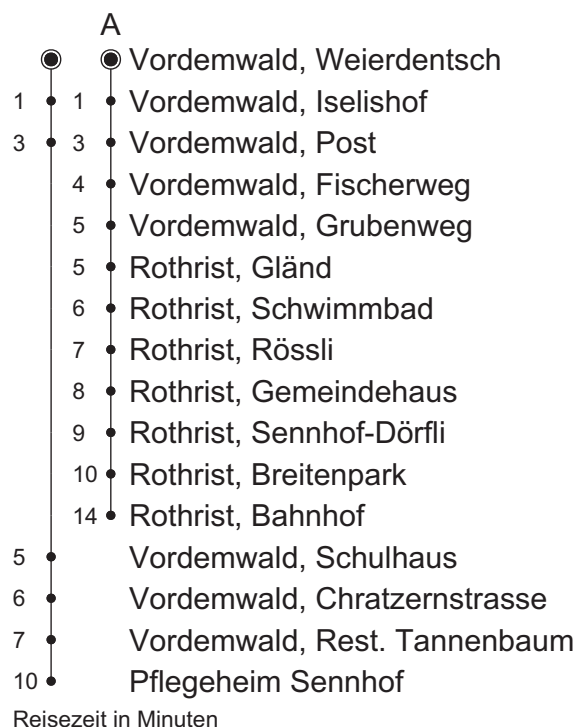 A
Vordemwald, Weierdentsch
1 1 Vordemwald, Iselishof
3 3 Vordemwald, Post
4 Vordemwald, Fischerweg
5 Vordemwald, Grubenweg
5 Rothrist, Gländ
6 Rothrist, Schwimmbad
7 Rothrist, Rössli
8 Rothrist, Gemeindehaus
9 Rothrist, Sennhof-Dörfli
10 Rothrist, Breitenpark
14 Rothrist, Bahnhof
5 Vordemwald, Schulhaus
6 Vordemwald, Chratzernstrasse
7 Vordemwald, Rest. Tannenbaum
10 Pflegeheim Sennhof
Reisezeit in Minuten